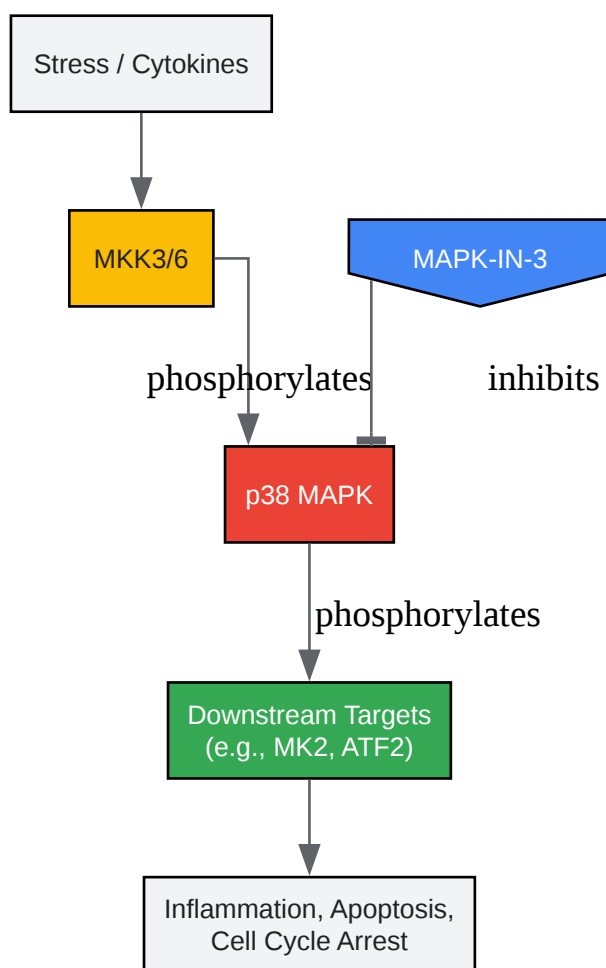 Stress / Cytokines
MKK3/6
MAPK-IN-3
phosphorylates
inhibits
p38 MAPK
phosphorylates
Downstream Targets
(e.g., MK2, ATF2)
Inflammation, Apoptosis,
Cell Cycle Arrest